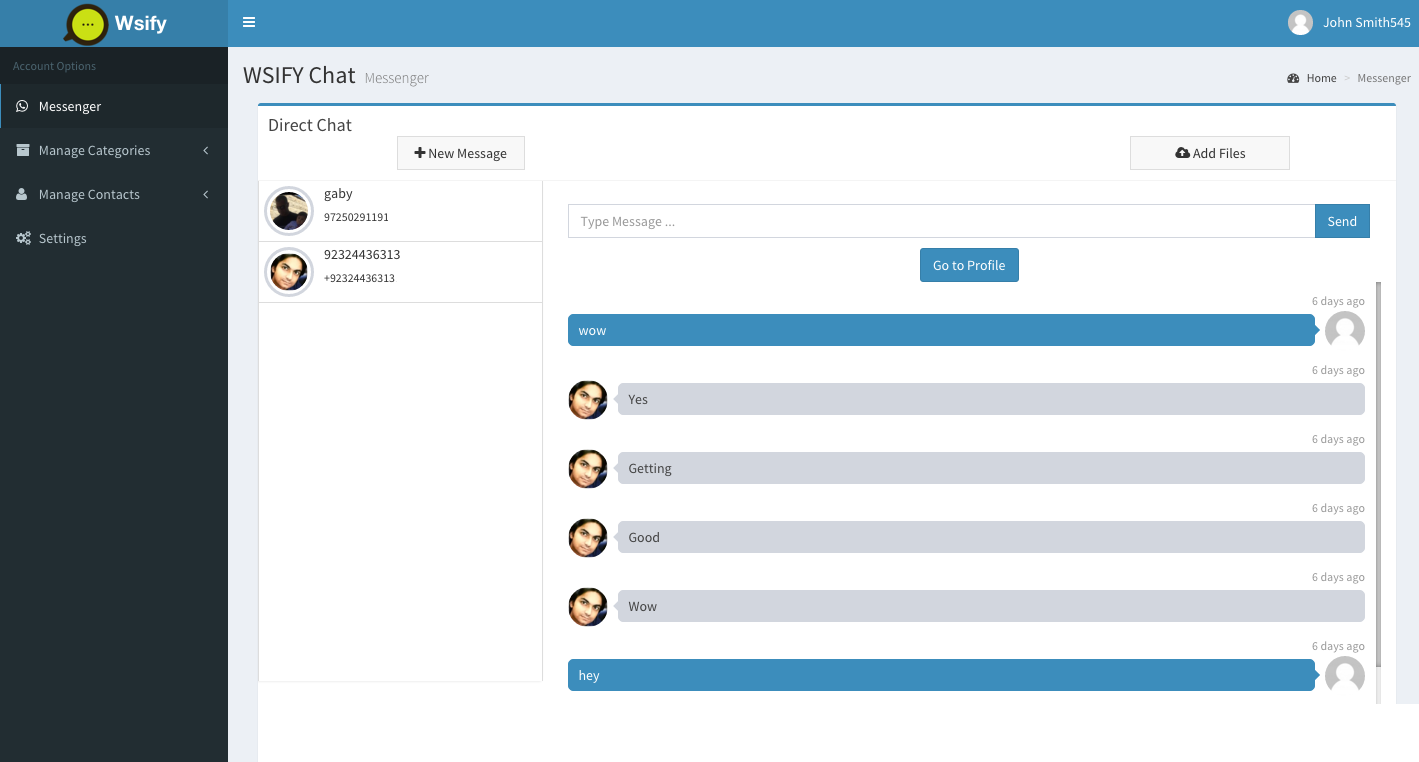 Wsify
John Smith545
Account Options
Messenger
Manage Categories
Manage Contacts
Settings
WSIFY Chat Messenger
Home > Messenger
Direct Chat
New Message
Add Files
gaby
97250291191
92324436313
+92324436313
Type Message ...
Send
Go to Profile
6 days ago
wow
6 days ago
Yes
6 days ago
Getting
6 days ago
Good
6 days ago
Wow
6 days ago
hey